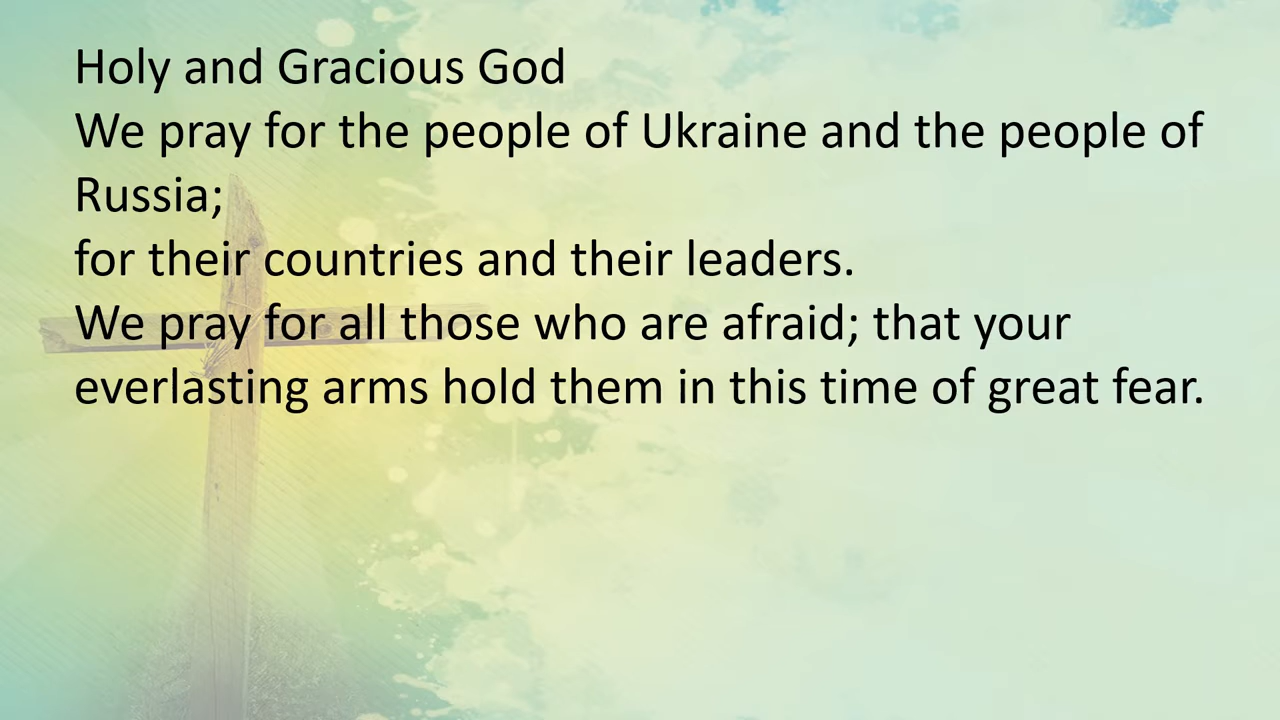 Holy and Gracious God
We pray for the people of Ukraine and the people of
Russia;
for their countries and their leaders.
We pray for all those who are afraid; that your
everlasting arms hold them in this time of great fear.